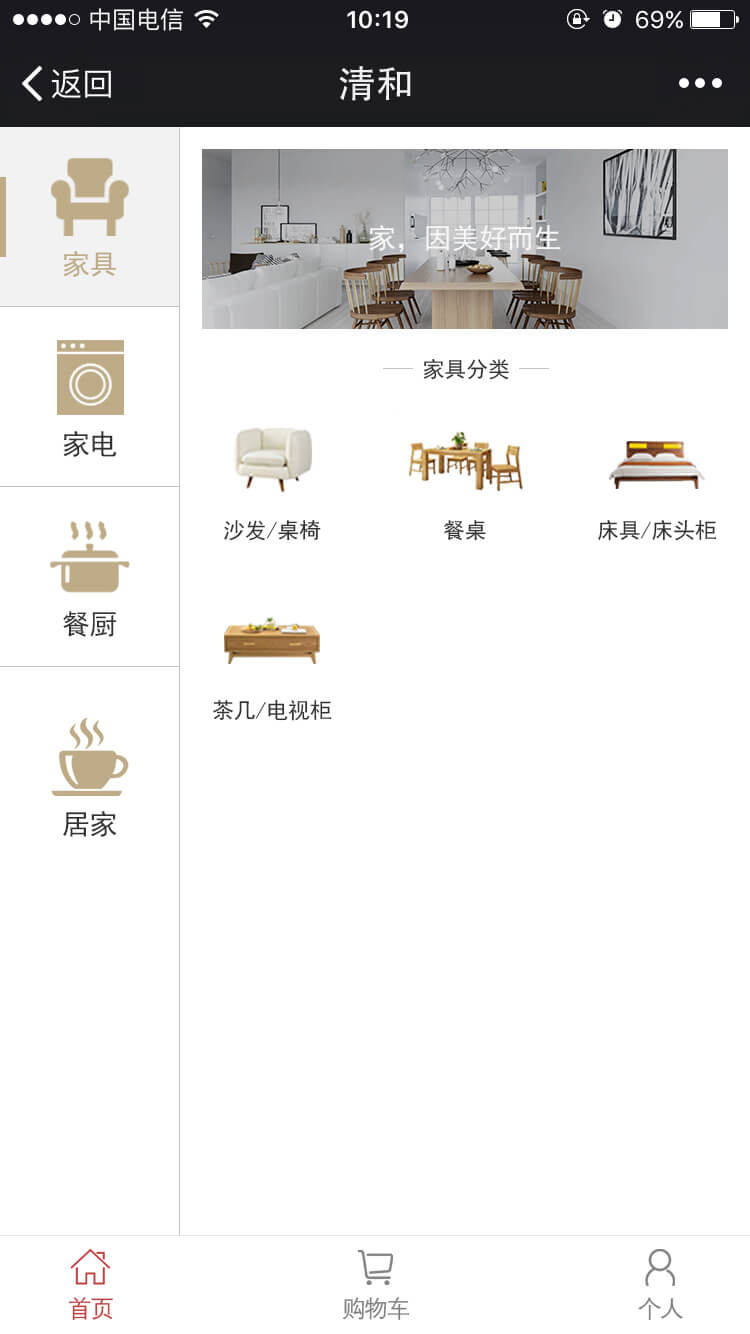 中国电信 10:19 69%
返回 清和
家具
家电
餐厨
居家
家，因美好而生
家具分类
沙发/桌椅 餐桌 床具/床头柜
茶几/电视柜
首页 购物车 个人